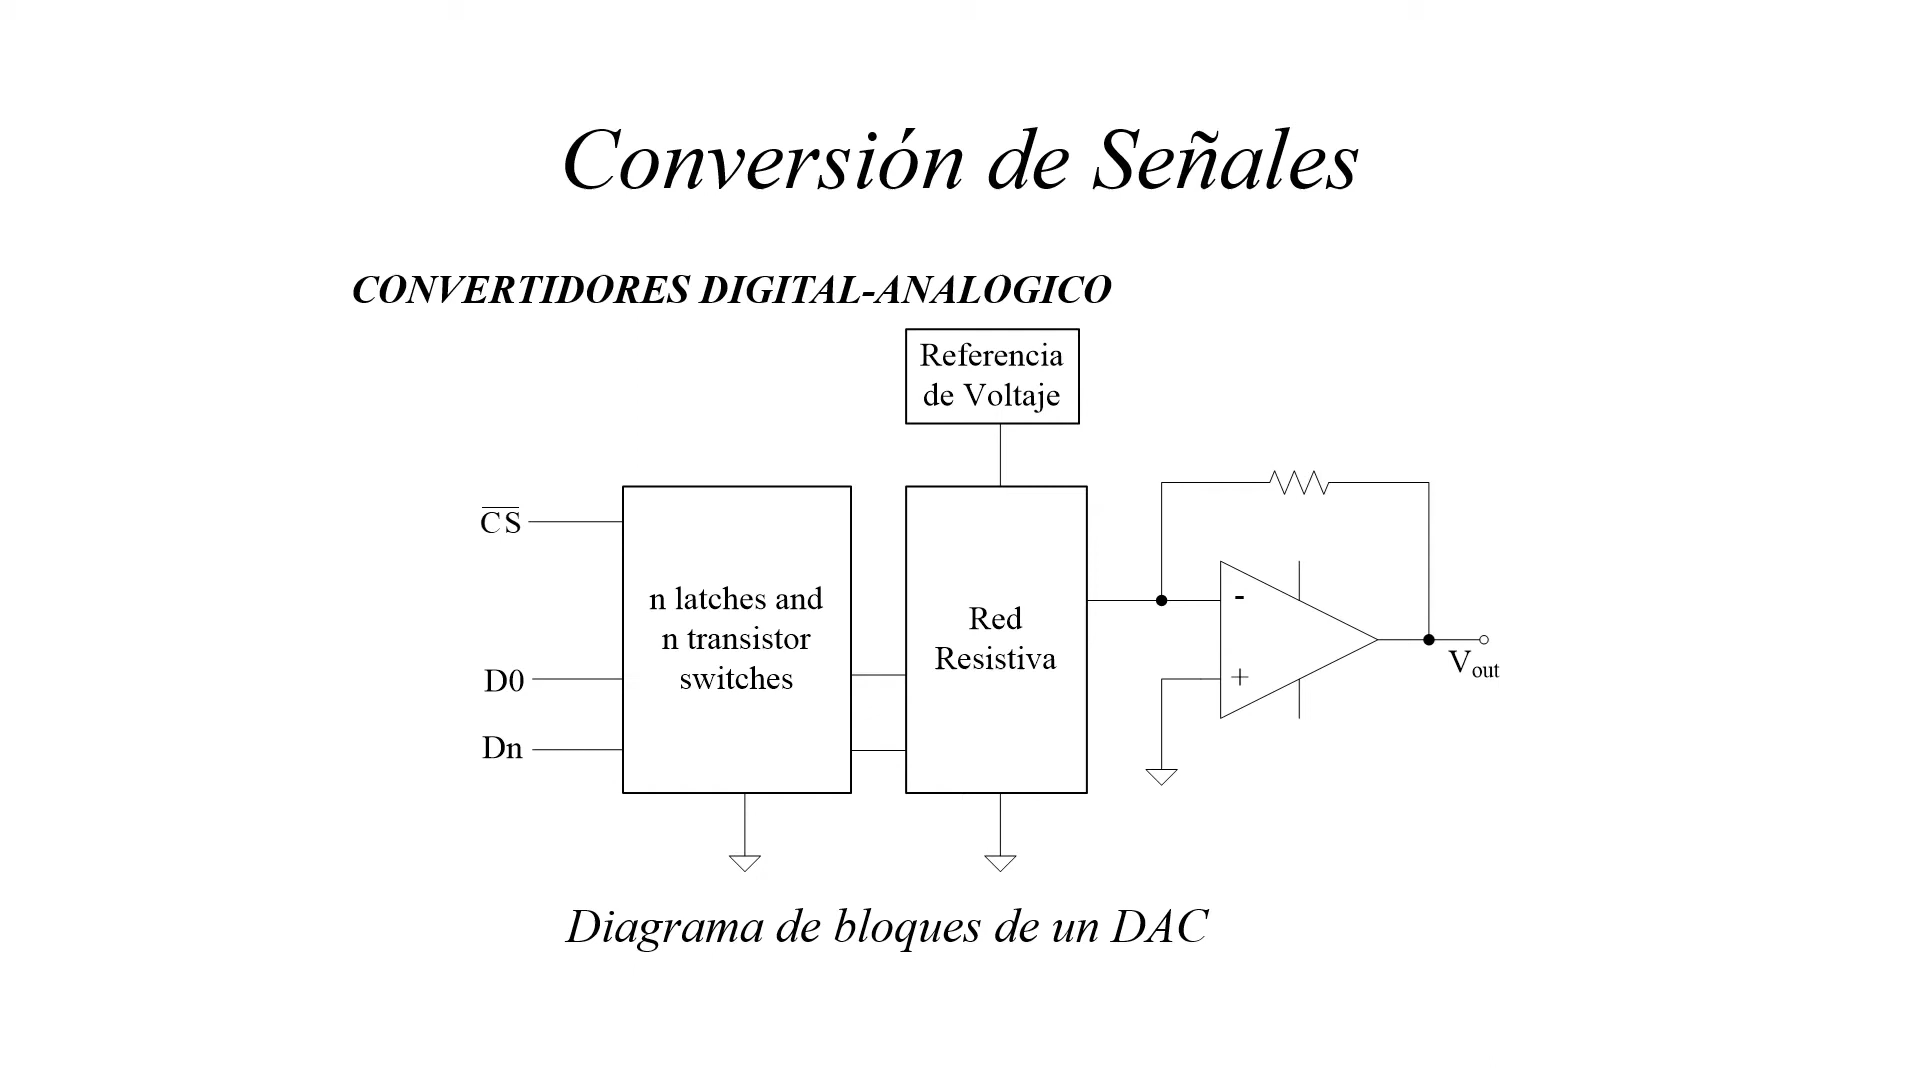 Conversión de Señales
CONVERTIDORES DIGITAL-ANALOGICO
Referencia
de Voltaje
C̅S̅
D0
Dn
n latches and
n transistor
switches
Red
Resistiva
-
+
Vout
Diagrama de bloques de un DAC